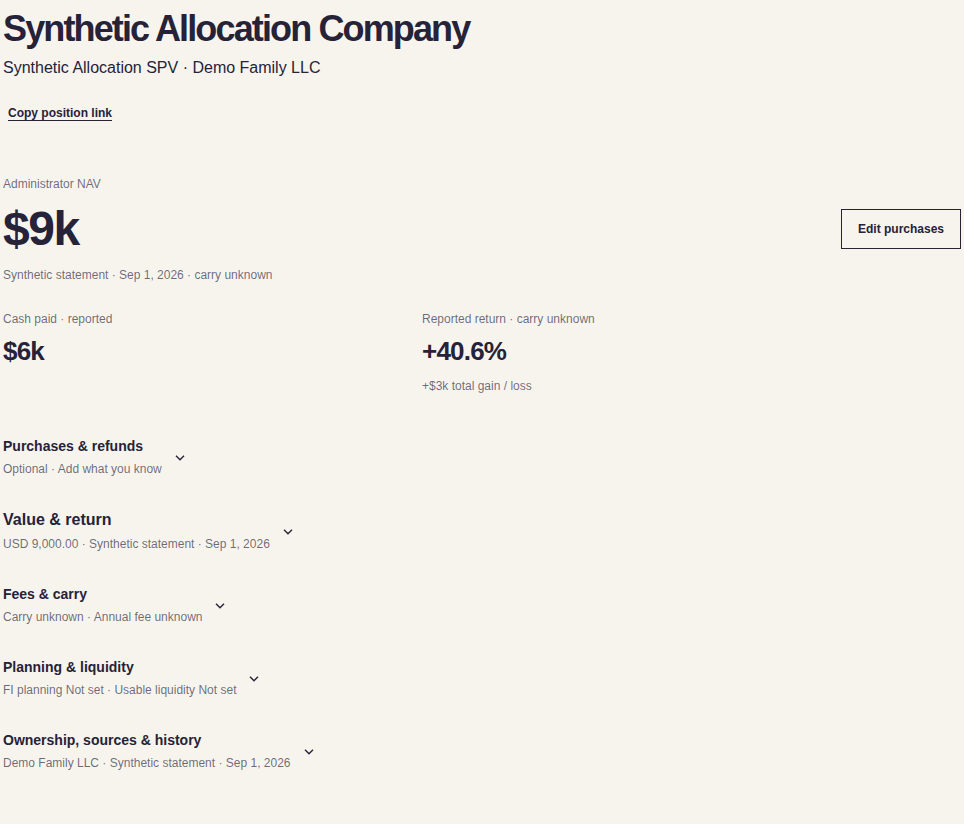 Synthetic Allocation Company
Synthetic Allocation SPV · Demo Family LLC
Copy position link
Administrator NAV
$9k
Edit purchases
Synthetic statement · Sep 1, 2026 · carry unknown
Cash paid · reported
$6k
Reported return · carry unknown
+40.6%
+$3k total gain / loss
Purchases & refunds
Optional · Add what you know
Value & return
USD 9,000.00 · Synthetic statement · Sep 1, 2026
Fees & carry
Carry unknown · Annual fee unknown
Planning & liquidity
FI planning Not set · Usable liquidity Not set
Ownership, sources & history
Demo Family LLC · Synthetic statement · Sep 1, 2026